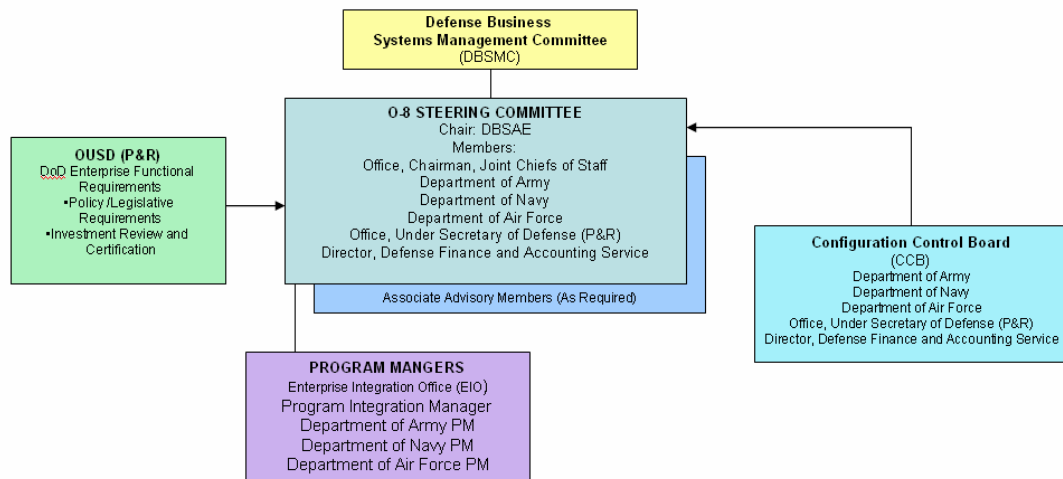 Defense Business
Systems Management Committee
(DBSMC)
O-8 STEERING COMMITTEE
Chair: DBSAE
Members:
Office, Chairman, Joint Chiefs of Staff
Department of Army
Department of Navy
Department of Air Force
Office, Under Secretary of Defense (P&R)
Director, Defense Finance and Accounting Service
Associate Advisory Members (As Required)
OUSD (P&R)
DoD Enterprise Functional
Requirements
•Policy /Legislative
Requirements
•Investment Review and
Certification
Configuration Control Board
(CCB)
Department of Army
Department of Navy
Department of Air Force
Office, Under Secretary of Defense (P&R)
Director, Defense Finance and Accounting Service
PROGRAM MANGERS
Enterprise Integration Office (EIO)
Program Integration Manager
Department of Army PM
Department of Navy PM
Department of Air Force PM